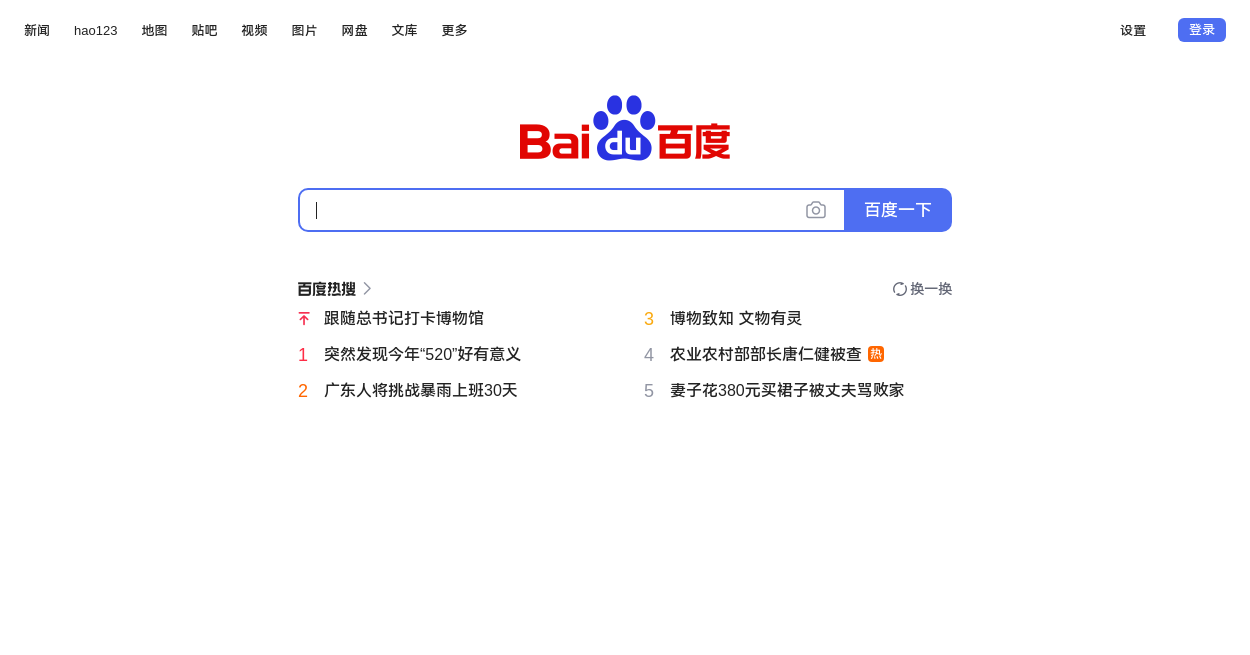 新闻 hao123 地图 贴吧 视频 图片 网盘 文库 更多 设置 登录
Bai du 百度
百度一下
百度热搜 换一换
跟随总书记打卡博物馆
1 突然发现今年“520”好有意义
2 广东人将挑战暴雨上班30天
3 博物致知 文物有灵
4 农业农村部部长唐仁健被查 热
5 妻子花380元买裙子被丈夫骂败家